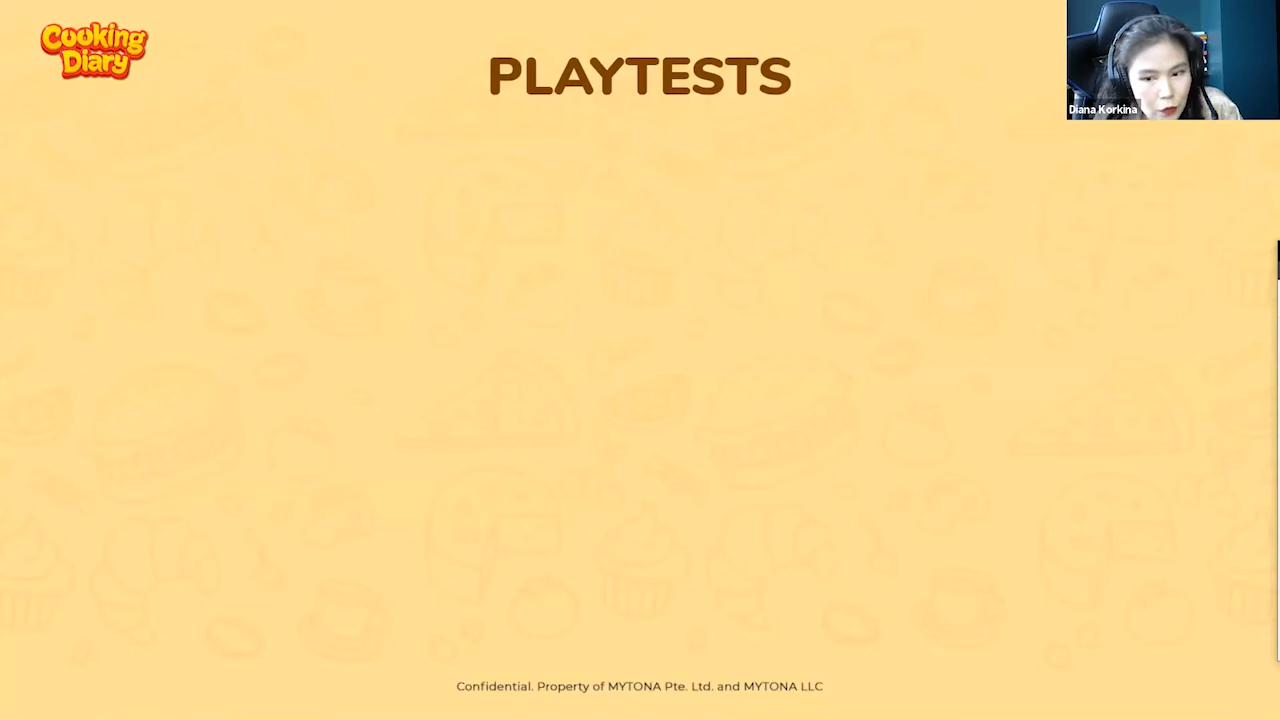 Cooking
Diary
PLAYTESTS
Diana Korkina
Confidential. Property of MYTONA Pte. Ltd. and MYTONA LLC